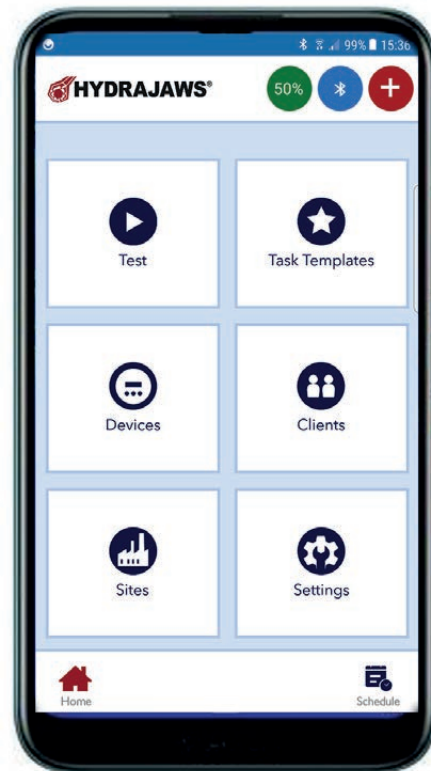 99% 15:36
HYDRAJAWS®
50%
Test
Task Templates
Devices
Clients
Sites
Settings
Home
Schedule